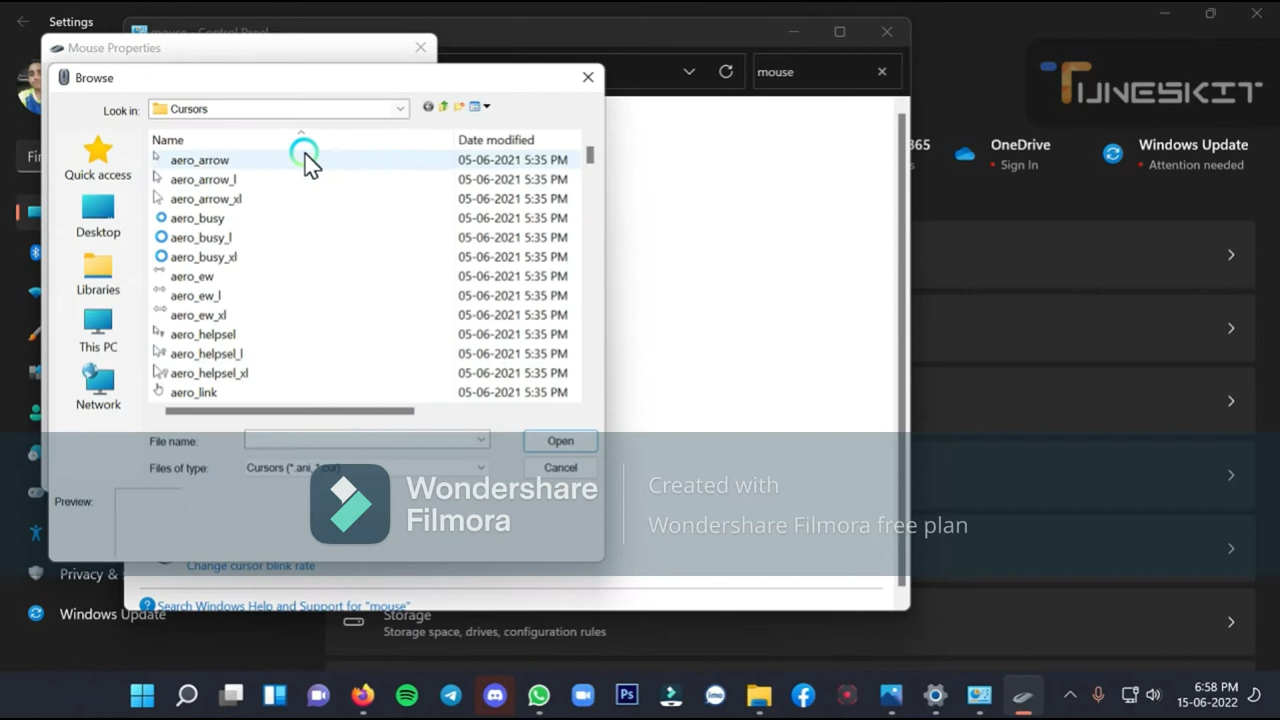 Settings
Mouse Properties
Browse
mouse
TUNESKIT
Look in:
Cursors
Name
Date modified
Quick access
Desktop
Libraries
This PC
Network
aero_arrow 05-06-2021 5:35 PM
aero_arrow_l 05-06-2021 5:35 PM
aero_arrow_xl 05-06-2021 5:35 PM
aero_busy 05-06-2021 5:35 PM
aero_busy_l 05-06-2021 5:35 PM
aero_busy_xl 05-06-2021 5:35 PM
aero_ew 05-06-2021 5:35 PM
aero_ew_l 05-06-2021 5:35 PM
aero_ew_xl 05-06-2021 5:35 PM
aero_helpsel 05-06-2021 5:35 PM
aero_helpsel_l 05-06-2021 5:35 PM
aero_helpsel_xl 05-06-2021 5:35 PM
aero_link 05-06-2021 5:35 PM
365
OneDrive
Sign In
Windows Update
Attention needed
File name:
Open
Files of type:
Cursors (*.ani, *.cur)
Cancel
Preview:
Wondershare
Filmora
Created with
Wondershare Filmora free plan
Change cursor blink rate
Privacy &
Search Windows Help and Support for "mouse"
Windows Update
Storage
Storage space, drives, configuration rules
Ps
imo
6:58 PM
15-06-2022